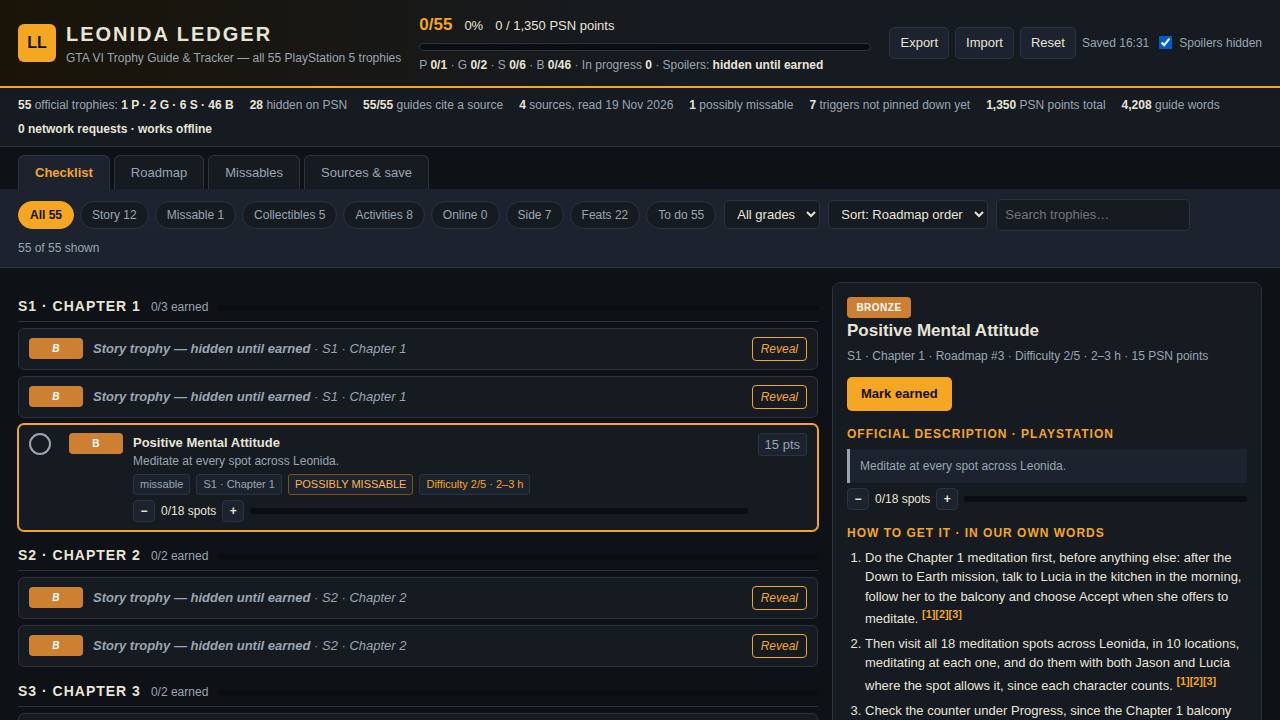 LL
LEONIDA LEDGER
GTA VI Trophy Guide & Tracker — all 55 PlayStation 5 trophies
0/55 0% 0 / 1,350 PSN points
P 0/1 · G 0/2 · S 0/6 · B 0/46 · In progress 0 · Spoilers: hidden until earned
Export Import Reset Saved 16:31 Spoilers hidden
55 official trophies: 1 P · 2 G · 6 S · 46 B 28 hidden on PSN 55/55 guides cite a source 4 sources, read 19 Nov 2026 1 possibly missable 7 triggers not pinned down yet 1,350 PSN points total 4,208 guide words
0 network requests · works offline
Checklist Roadmap Missables Sources & save
All 55 Story 12 Missable 1 Collectibles 5 Activities 8 Online 0 Side 7 Feats 22 To do 55 All grades Sort: Roadmap order Search trophies…
55 of 55 shown
S1 · CHAPTER 1 0/3 earned
B Story trophy — hidden until earned · S1 · Chapter 1 Reveal
B Story trophy — hidden until earned · S1 · Chapter 1 Reveal
B Positive Mental Attitude 15 pts
Meditate at every spot across Leonida.
missable S1 · Chapter 1 POSSIBLY MISSABLE Difficulty 2/5 · 2–3 h
− 0/18 spots +
S2 · CHAPTER 2 0/2 earned
B Story trophy — hidden until earned · S2 · Chapter 2 Reveal
B Story trophy — hidden until earned · S2 · Chapter 2 Reveal
S3 · CHAPTER 3 0/2 earned
BRONZE
Positive Mental Attitude
S1 · Chapter 1 · Roadmap #3 · Difficulty 2/5 · 2–3 h · 15 PSN points
Mark earned
OFFICIAL DESCRIPTION · PLAYSTATION
Meditate at every spot across Leonida.
− 0/18 spots +
HOW TO GET IT · IN OUR OWN WORDS
1. Do the Chapter 1 meditation first, before anything else: after the
Down to Earth mission, talk to Lucia in the kitchen in the morning,
follow her to the balcony and choose Accept when she offers to
meditate. [1][2][3]
2. Then visit all 18 meditation spots across Leonida, in 10 locations,
meditating at each one, and do them with both Jason and Lucia
where the spot allows it, since each character counts. [1][2][3]
3. Check the counter under Progress, since the Chapter 1 balcony